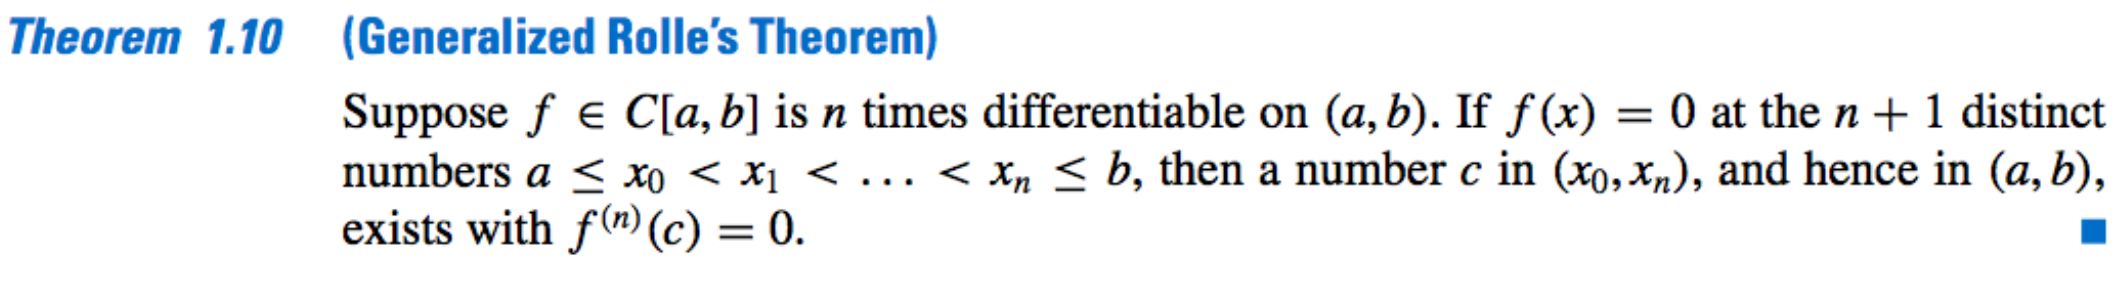 Theorem 1.10 (Generalized Rolle's Theorem)
Suppose f ∈ C[a, b] is n times differentiable on (a, b). If f(x) = 0 at the n + 1 distinct
numbers a ≤ x₀ < x₁ < . . . < xₙ ≤ b, then a number c in (x₀, xₙ), and hence in (a, b),
exists with f⁽ⁿ⁾(c) = 0.